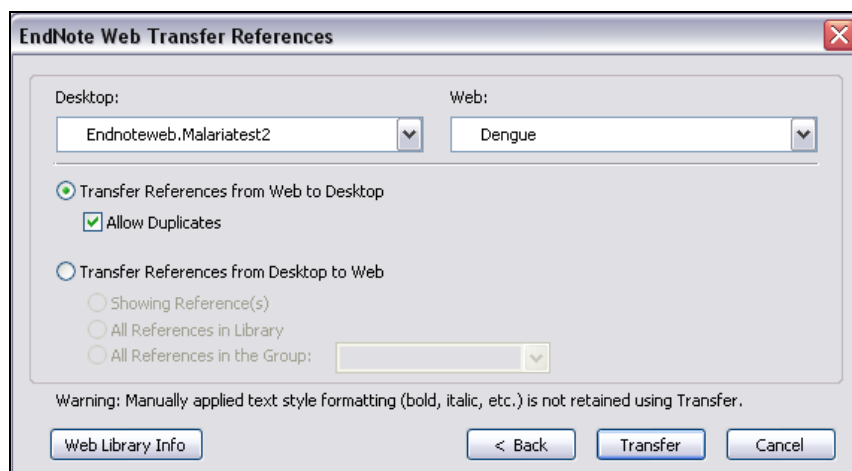 EndNote Web Transfer References
Desktop: Web:
Endnoteweb.Malariatest2 Dengue
Transfer References from Web to Desktop
Allow Duplicates
Transfer References from Desktop to Web
Showing Reference(s)
All References in Library
All References in the Group:
Warning: Manually applied text style formatting (bold, italic, etc.) is not retained using Transfer.
Web Library Info < Back Transfer Cancel